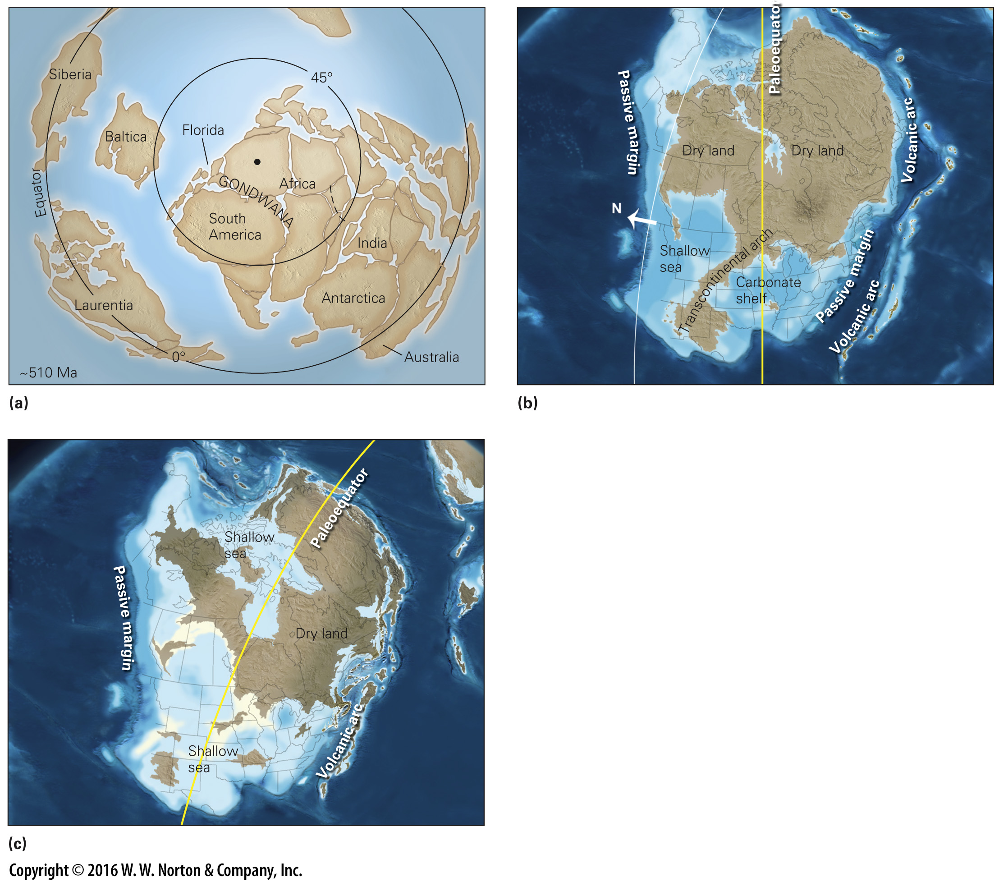 Siberia
45°
Baltica
Florida
Equator
GONDWANA
Africa
South
America
India
Laurentia
Antarctica
0°
Australia
~510 Ma
(a)
Paleoequator
Passive margin
Volcanic arc
Dry land
Dry land
N
Shallow
sea
Transcontinental arch
Carbonate
shelf
Passive margin
Volcanic arc
(b)
Paleoequator
Shallow
sea
Passive margin
Dry land
Volcanic arc
Shallow
sea
(c)
Copyright © 2016 W. W. Norton & Company, Inc.